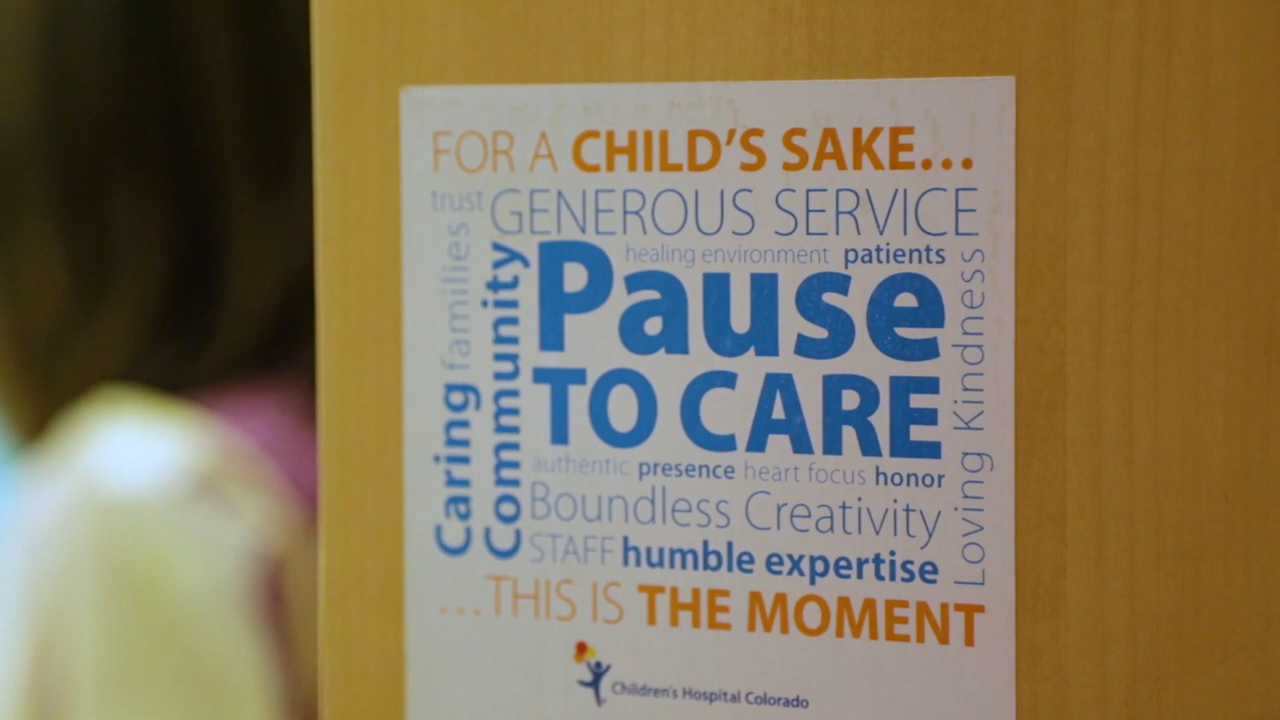 FOR A CHILD'S SAKE...
trust GENEROUS SERVICE
healing environment patients
families
Community
Caring
Pause
TO CARE
Loving Kindness
authentic presence heart focus honor
Boundless Creativity
STAFF humble expertise
...THIS IS THE MOMENT
Children's Hospital Colorado